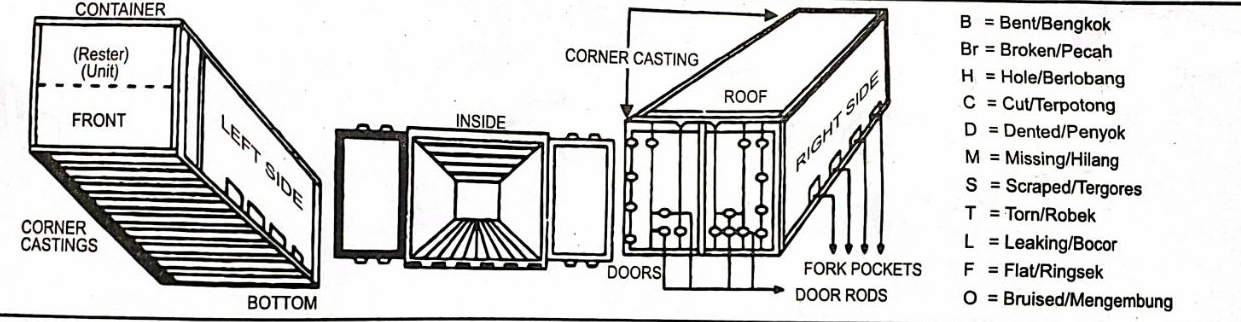 CONTAINER
(Rester)
(Unit)
FRONT
LEFT SIDE
CORNER
CASTINGS
BOTTOM
INSIDE
CORNER CASTING
ROOF
RIGHT SIDE
DOORS
FORK POCKETS
DOOR RODS
B = Bent/Bengkok
Br = Broken/Pecah
H = Hole/Berlobang
C = Cut/Terpotong
D = Dented/Penyok
M = Missing/Hilang
S = Scraped/Tergores
T = Torn/Robek
L = Leaking/Bocor
F = Flat/Ringsek
O = Bruised/Mengembung